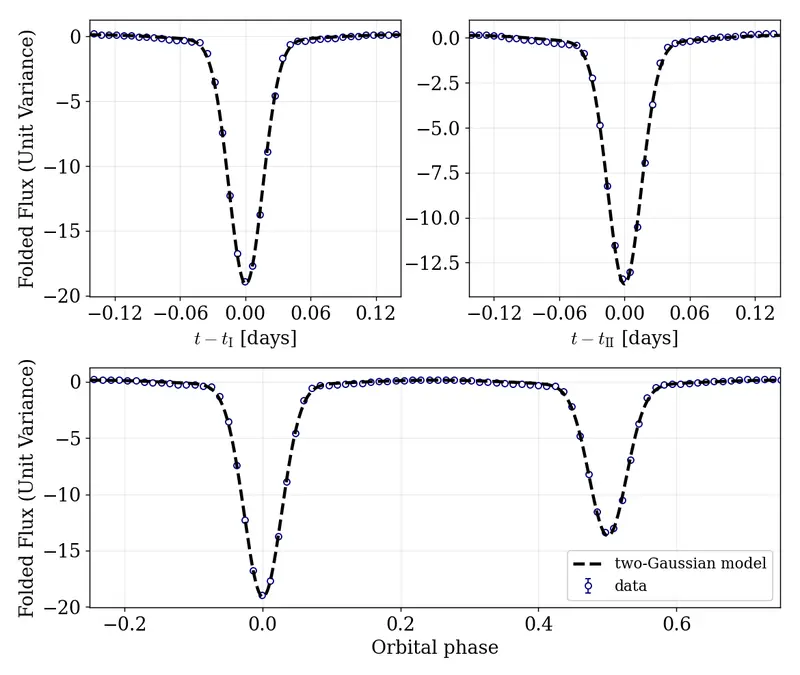 Folded Flux (Unit Variance)
0
−5
−10
−15
−20
−0.12 −0.06 0.00 0.06 0.12
t − t_I [days]
0.0
−2.5
−5.0
−7.5
−10.0
−12.5
−0.12 −0.06 0.00 0.06 0.12
t − t_II [days]
Folded Flux (Unit Variance)
0
−5
−10
−15
−20
−0.2 0.0 0.2 0.4 0.6
Orbital phase
two-Gaussian model
data